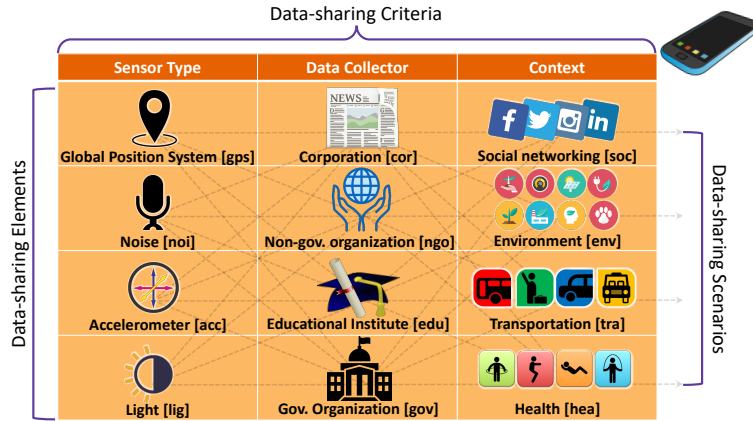 Data-sharing Criteria
Sensor Type Data Collector Context
NEWS
f in
Global Position System [gps] Corporation [cor] Social networking [soc]
Noise [noi] Non-gov. organization [ngo] Environment [env]
Accelerometer [acc] Educational Institute [edu] Transportation [tra]
Light [lig] Gov. Organization [gov] Health [hea]
Data-sharing Elements
Data-sharing Scenarios